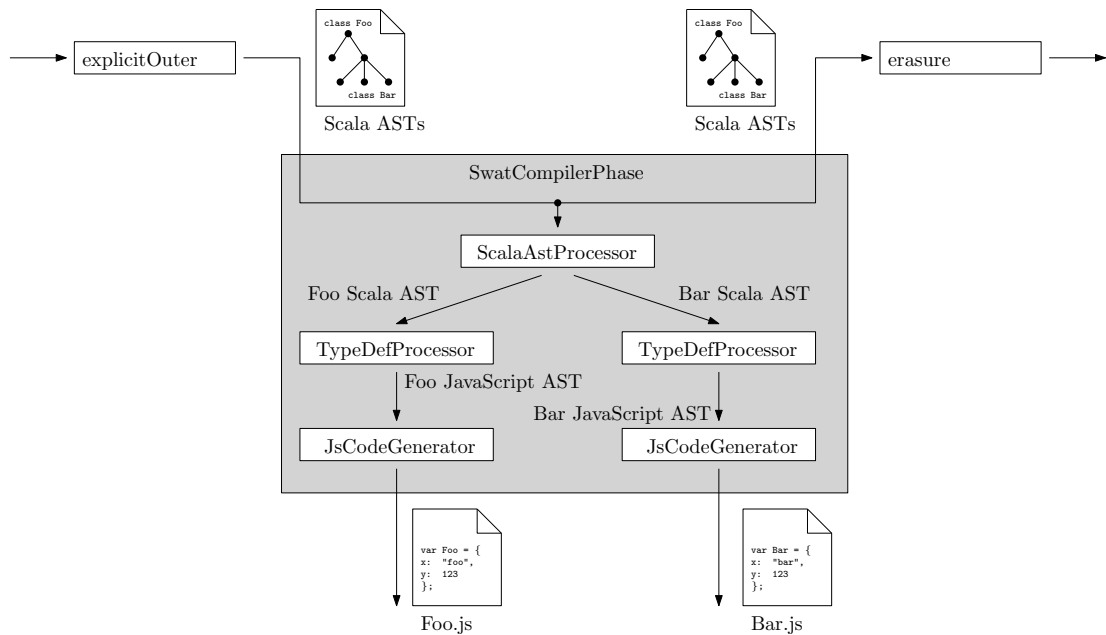 class Foo
class Foo
explicitOuter
erasure
class Bar
class Bar
Scala ASTs
Scala ASTs
SwatCompilerPhase
ScalaAstProcessor
Foo Scala AST
Bar Scala AST
TypeDefProcessor
TypeDefProcessor
Foo JavaScript AST
Bar JavaScript AST
JsCodeGenerator
JsCodeGenerator
var Foo = {
x: "foo",
y: 123
};
var Bar = {
x: "bar",
y: 123
};
Foo.js
Bar.js